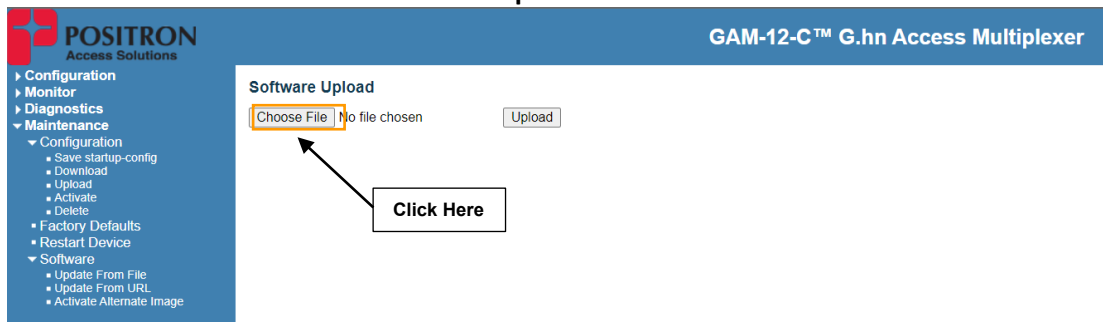 POSITRON
Access Solutions
GAM-12-C™ G.hn Access Multiplexer
Configuration
Monitor
Diagnostics
Maintenance
Configuration
Save startup-config
Download
Upload
Activate
Delete
Factory Defaults
Restart Device
Software
Update From File
Update From URL
Activate Alternate Image
Software Upload
Choose File No file chosen Upload
Click Here